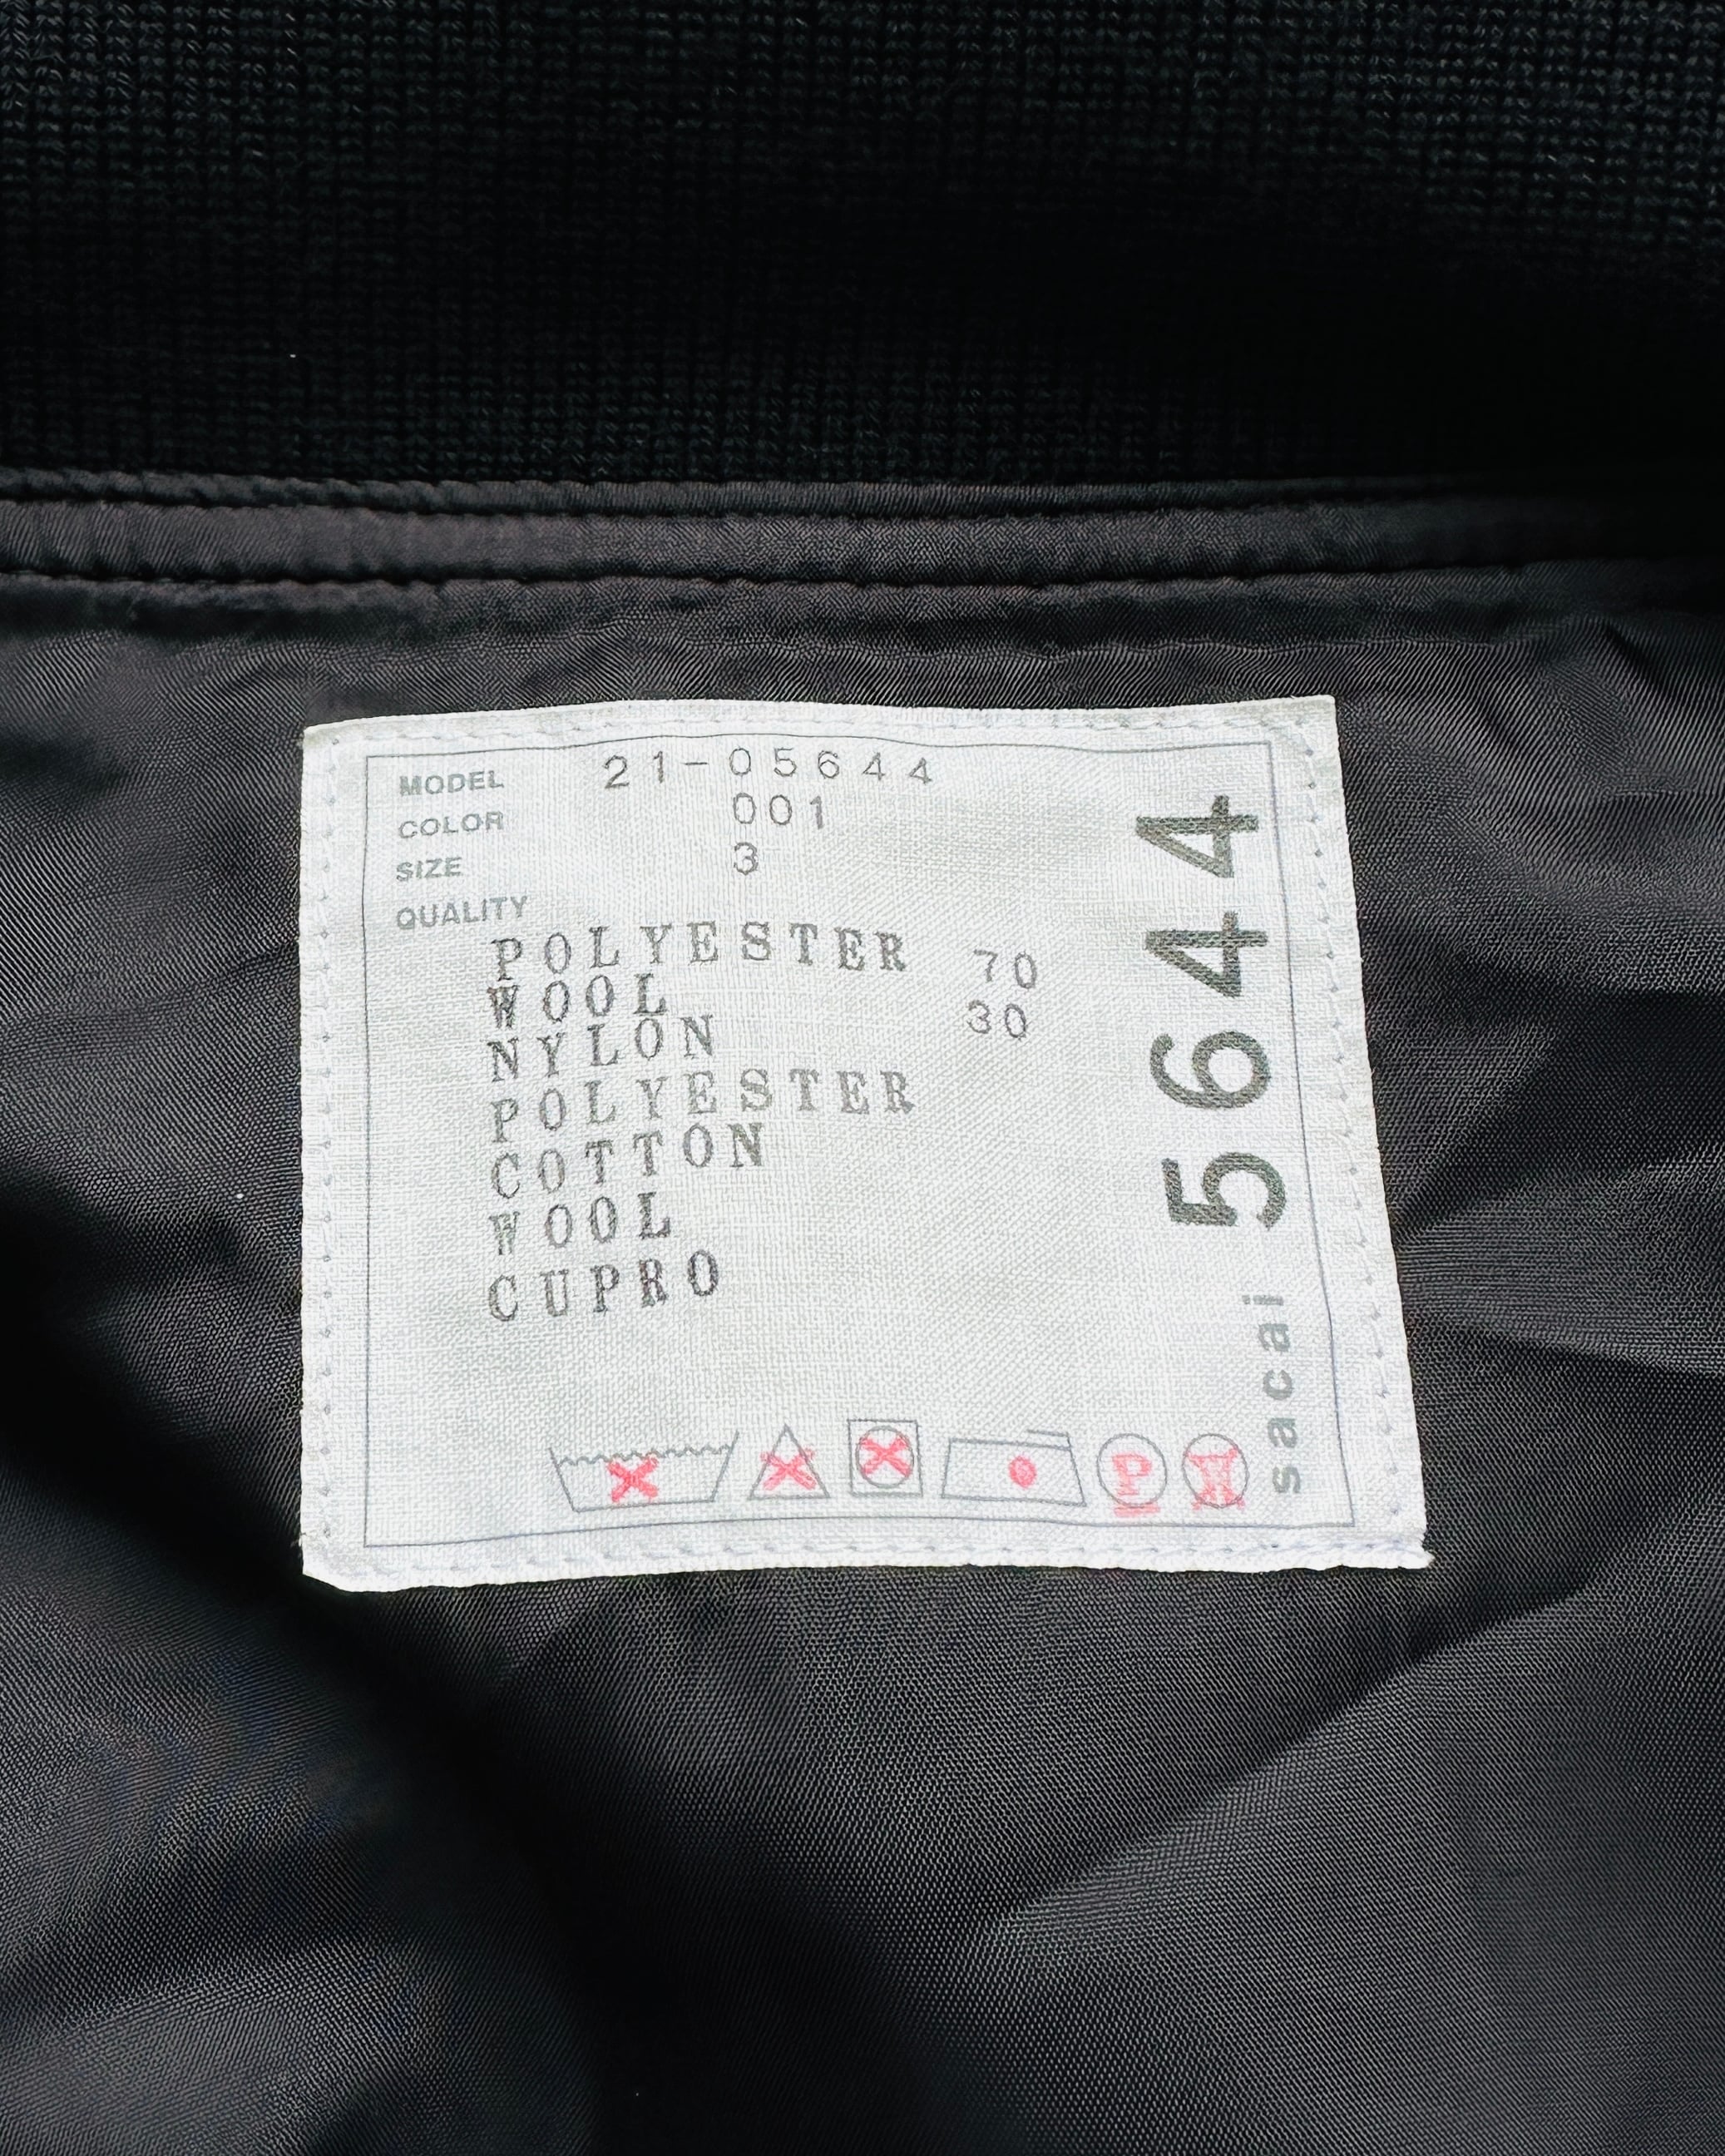 MODEL 21-05644
COLOR 001
SIZE 3
QUALITY
POLYESTER 70
WOOL 30
NYLON
POLYESTER
COTTON
WOOL
CUPRO
P
W
5644
sacai